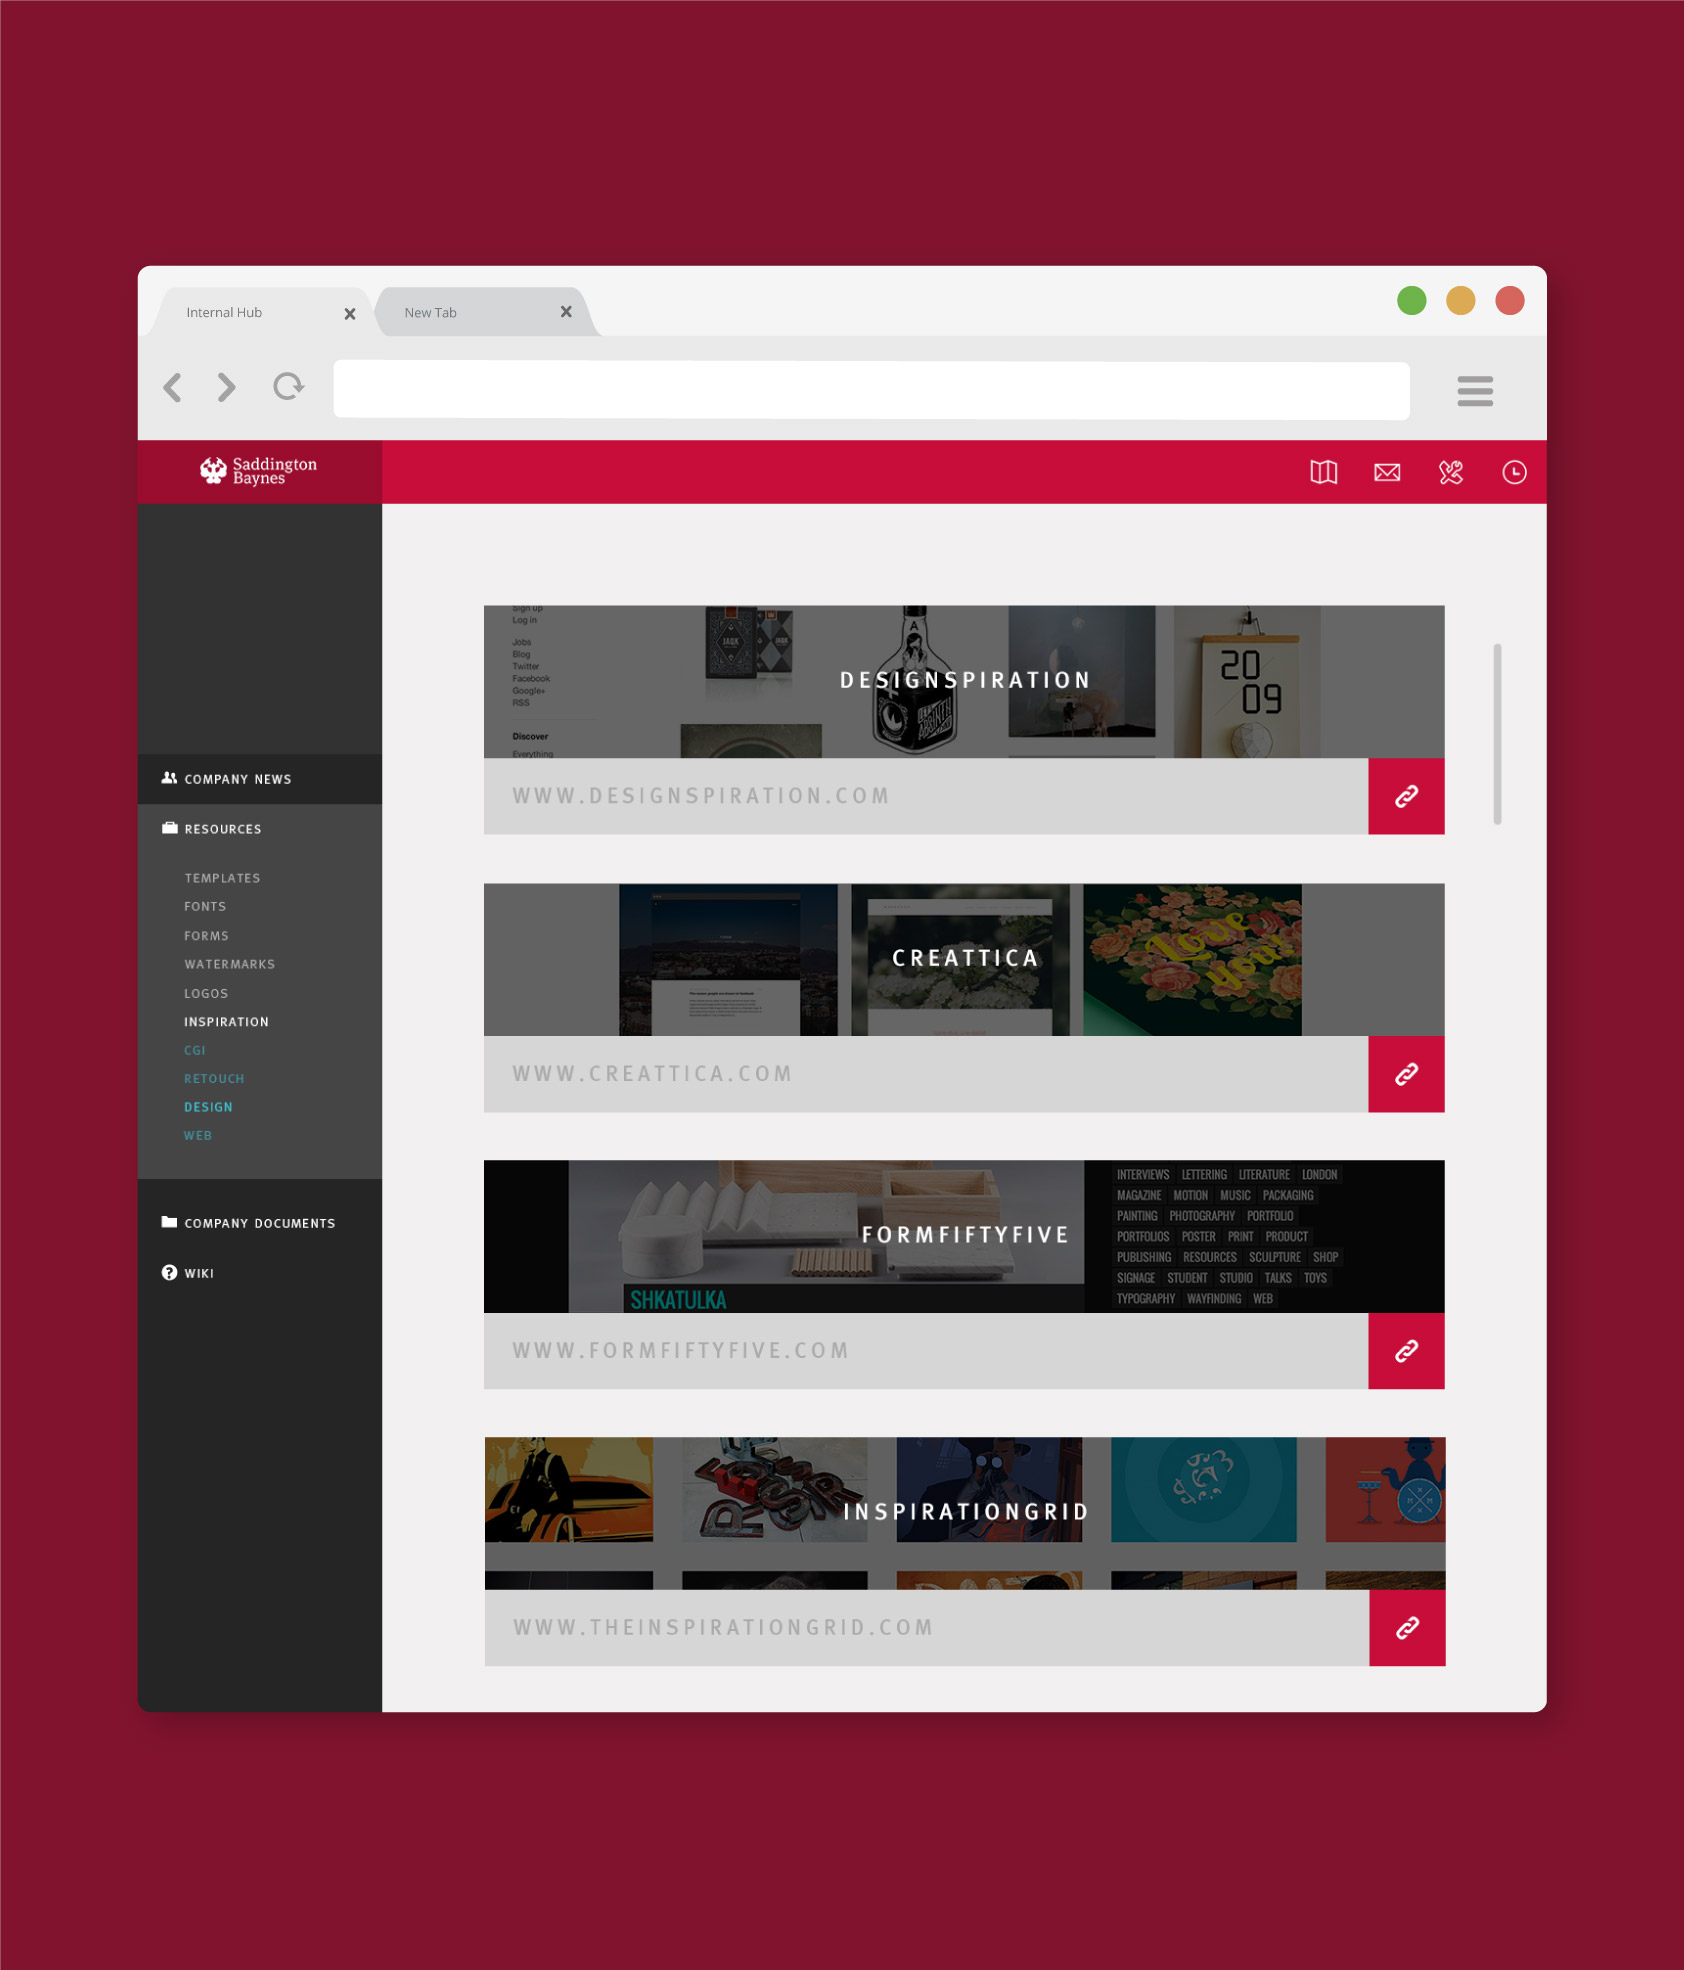 Internal Hub
New Tab
Saddington
Baynes
COMPANY NEWS
RESOURCES
TEMPLATES
FONTS
FORMS
WATERMARKS
LOGOS
INSPIRATION
CGI
RETOUCH
DESIGN
WEB
COMPANY DOCUMENTS
WIKI
Sign up
Log in
Jobs
Blog
Twitter
Facebook
Google+
RSS
Discover
Everything
JAQK
A
ABSINTH
20
09
DESIGNSPIRATION
WWW.DESIGNSPIRATION.COM
Love
you!
CREATTICA
WWW.CREATTICA.COM
INTERVIEWS LETTERING LITERATURE LONDON
MAGAZINE MOTION MUSIC PACKAGING
PAINTING PHOTOGRAPHY PORTFOLIO
PORTFOLIOS POSTER PRINT PRODUCT
PUBLISHING RESOURCES SCULPTURE SHOP
SIGNAGE STUDENT STUDIO TALKS TOYS
TYPOGRAPHY WAYFINDING WEB
FORMFIFTYFIVE
SHKATULKA
WWW.FORMFIFTYFIVE.COM
INSPIRATIONGRID
WWW.THEINSPIRATIONGRID.COM